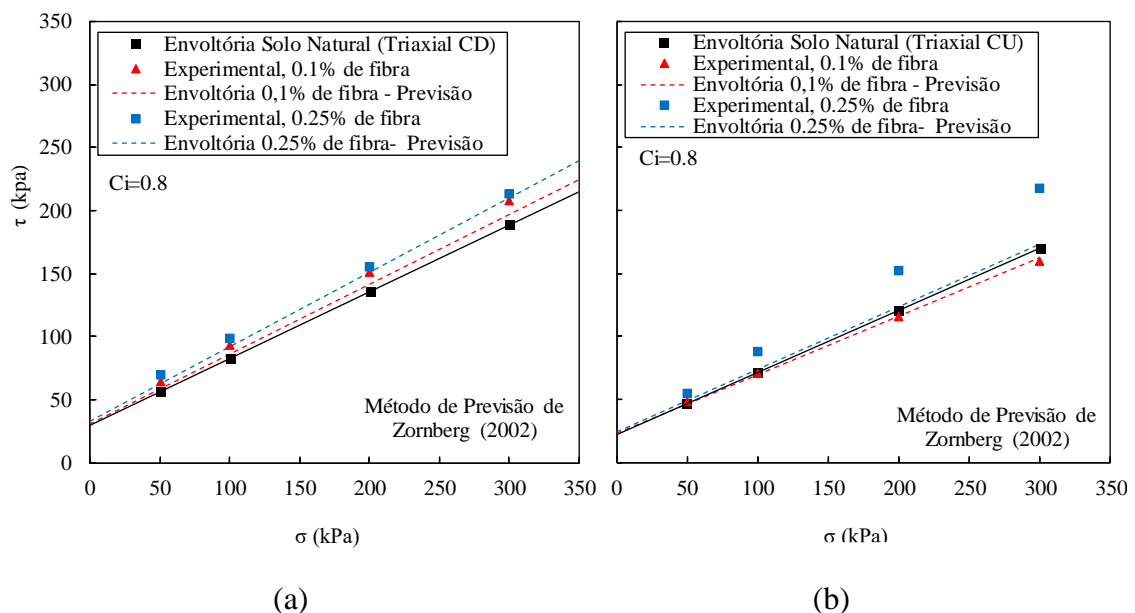 350
300
250
200
150
100
50
0
τ (kpa)
Envoltória Solo Natural (Triaxial CD)
Experimental, 0.1% de fibra
Envoltória 0,1% de fibra - Previsão
Experimental, 0.25% de fibra
Envoltória 0.25% de fibra- Previsão
Ci=0.8
Método de Previsão de
Zornberg (2002)
0 50 100 150 200 250 300 350
σ (kPa)
(a)
Envoltória Solo Natural (Triaxial CU)
Experimental, 0.1% de fibra
Envoltória 0,1% de fibra - Previsão
Experimental, 0.25% de fibra
Envoltória 0.25% de fibra- Previsão
Ci=0.8
Método de Previsão de
Zornberg (2002)
0 50 100 150 200 250 300 350
σ (kPa)
(b)